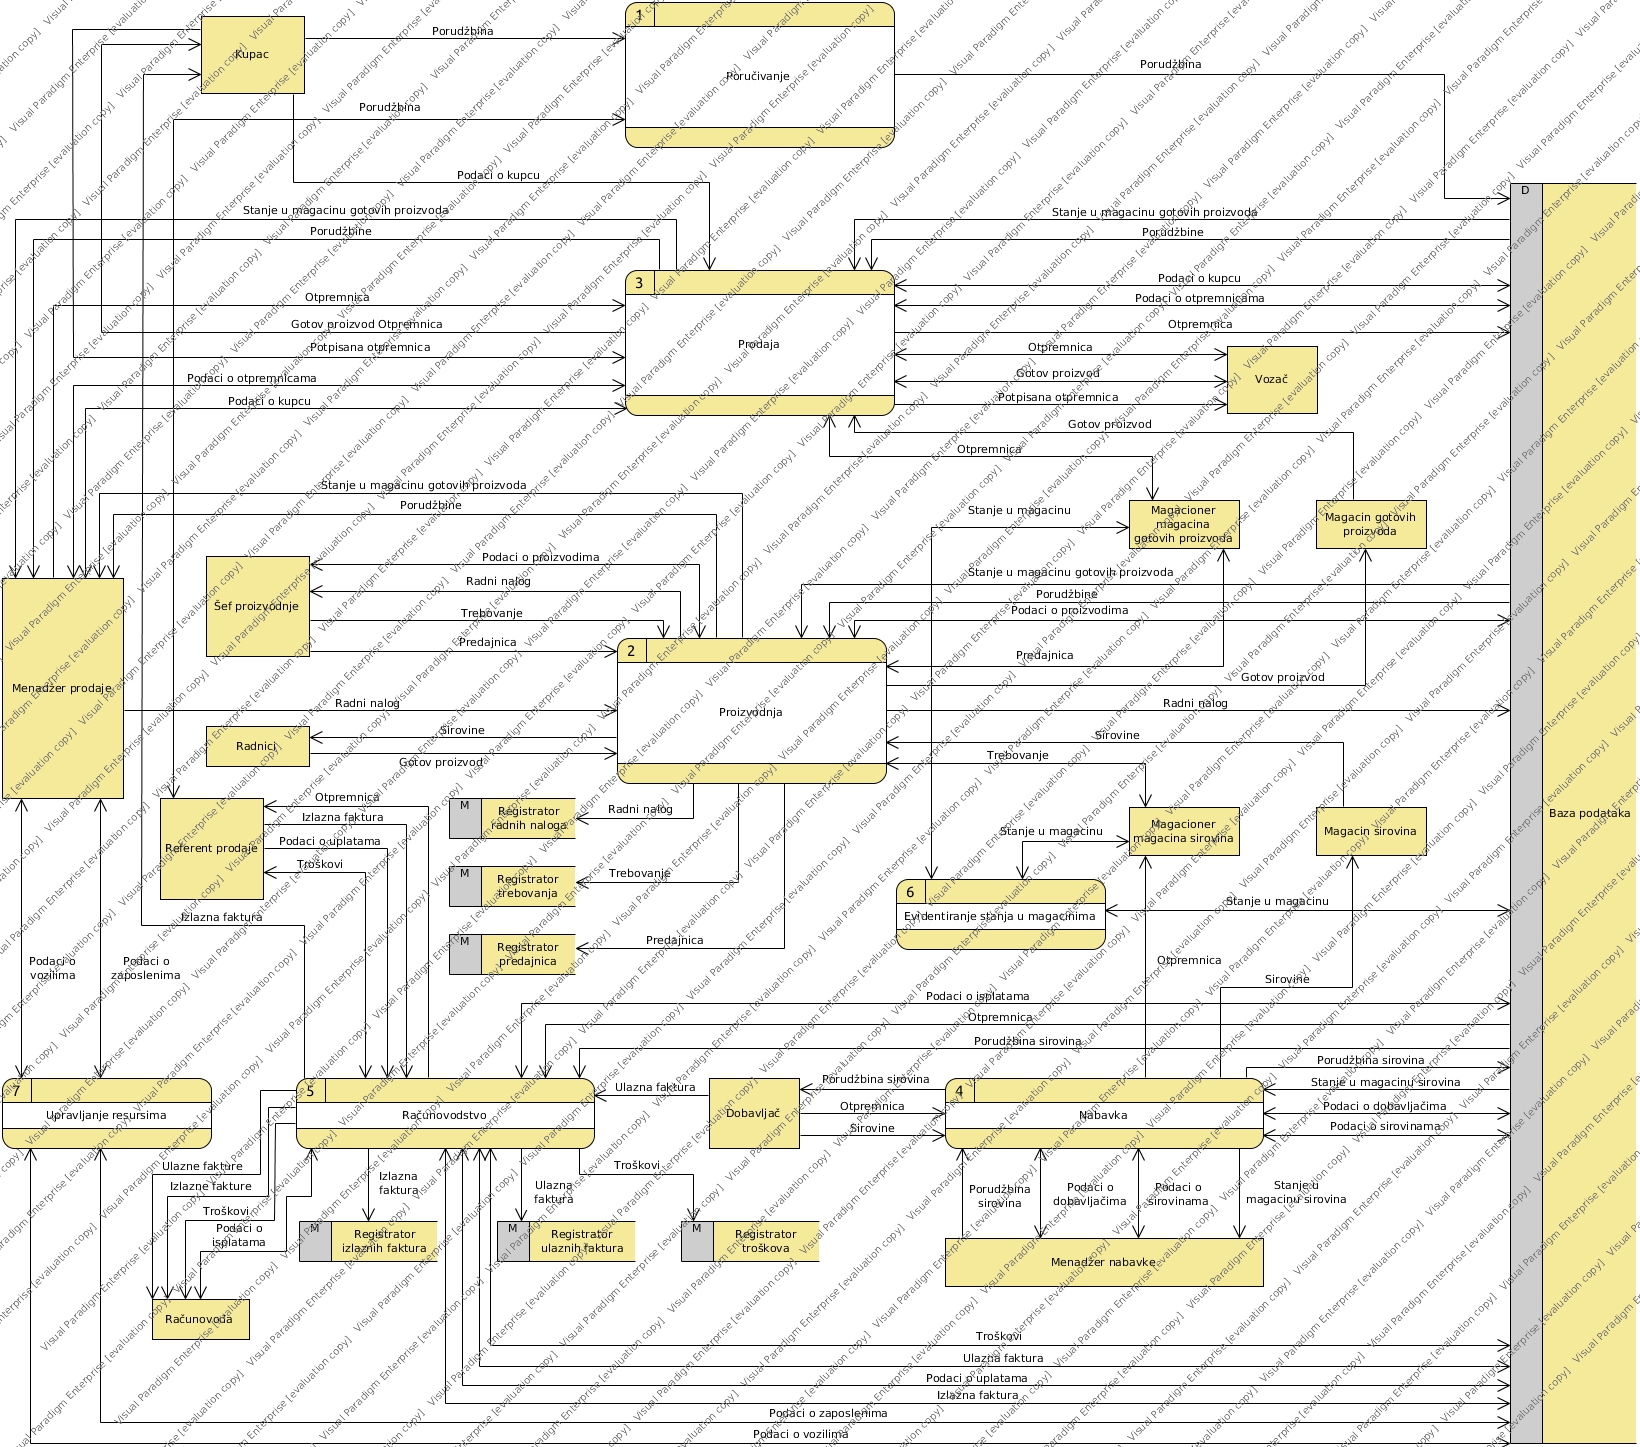 1
Kupac
Porudžbina
Poručivanje
Porudžbina
Porudžbina
Podaci o kupcu
D
Stanje u magacinu gotovih proizvoda
Stanje u magacinu gotovih proizvoda
Porudžbine
Porudžbine
3
Podaci o kupcu
Otpremnica
Podaci o otpremnicama
Gotov proizvod Otpremnica
Otpremnica
Potpisana otpremnica
Prodaja
Otpremnica
Gotov proizvod
Vozač
Podaci o otpremnicama
Potpisana otpremnica
Podaci o kupcu
Gotov proizvod
Otpremnica
Stanje u magacinu gotovih proizvoda
Porudžbine
Stanje u magacinu
Magacioner
magacina
gotovih proizvoda
Magacin gotovih
proizvoda
Podaci o proizvodima
Stanje u magacinu gotovih proizvoda
Radni nalog
Porudžbine
Šef proizvodnje
Trebovanje
Podaci o proizvodima
Predajnica
2
Predajnica
Gotov proizvod
Menadžer prodaje
Radni nalog
Proizvodnja
Radni nalog
Sirovine
Radnici
Gotov proizvod
Sirovine
Trebovanje
Otpremnica
M
Registrator
radnih naloga
Radni nalog
Izlazna faktura
Referent prodaje
Podaci o uplatama
Troškovi
Stanje u magacinu
Magacioner
magacina sirovina
Magacin sirovina
Baza podataka
M
Registrator
trebovanja
Trebovanje
6
Evidentiranje stanja u magacinima
Stanje u magacinu
Izlazna faktura
M
Registrator
predajnica
Predajnica
Podaci o
vozilima
Podaci o
zaposlenima
Otpremnica
Sirovine
Podaci o isplatama
Otpremnica
Porudžbina sirovina
Porudžbina sirovina
7
Upravljanje resursima
5
Računovodstvo
Ulazna faktura
Dobavljač
Porudžbina sirovina
Otpremnica
Sirovine
4
Nabavka
Stanje u magacinu sirovina
Podaci o dobavljačima
Podaci o sirovinama
Ulazne fakture
Izlazne fakture
Troškovi
Podaci o
isplatama
Izlazna
faktura
Ulazna
faktura
Troškovi
Porudžbina
sirovina
Podaci o
dobavljačima
Podaci o
sirovinama
Stanje u
magacinu sirovina
M
Registrator
izlaznih faktura
M
Registrator
ulaznih faktura
M
Registrator
troškova
Menadžer nabavke
Računovođa
Troškovi
Ulazna faktura
Podaci o uplatama
Izlazna faktura
Podaci o zaposlenima
Podaci o vozilima
Visual Paradigm Enterprise [evaluation copy]